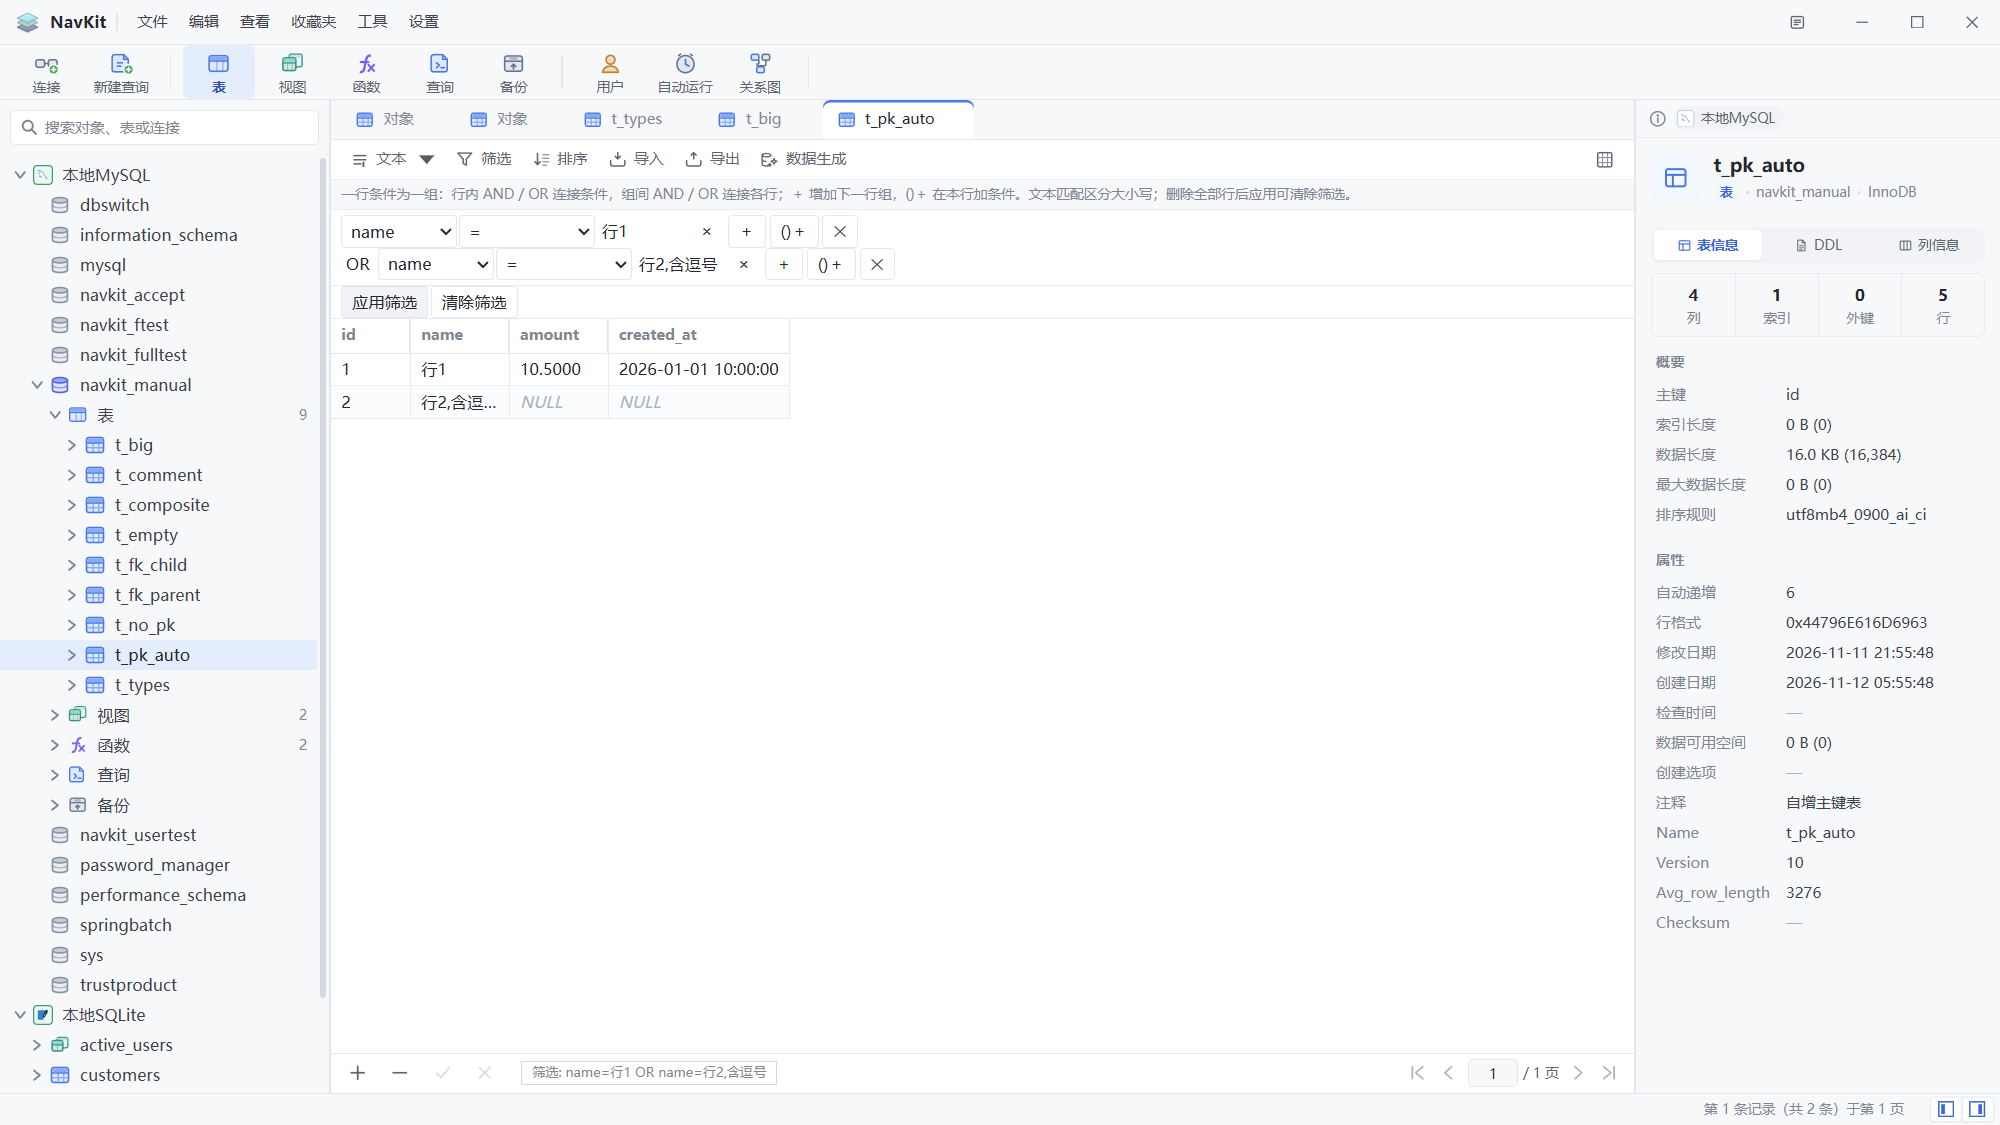 NavKit 文件 编辑 查看 收藏夹 工具 设置
连接 新建查询 表 视图 函数 查询 备份 用户 自动运行 关系图
搜索对象、表或连接
本地MySQL
dbswitch
information_schema
mysql
navkit_accept
navkit_ftest
navkit_fulltest
navkit_manual
表 9
t_big
t_comment
t_composite
t_empty
t_fk_child
t_fk_parent
t_no_pk
t_pk_auto
t_types
视图 2
函数 2
查询
备份
navkit_usertest
password_manager
performance_schema
springbatch
sys
trustproduct
本地SQLite
active_users
customers
对象 对象 t_types t_big t_pk_auto
文本 筛选 排序 导入 导出 数据生成
一行条件为一组：行内 AND / OR 连接条件，组间 AND / OR 连接各行；+ 增加下一行组，()+ 在本行加条件。文本匹配区分大小写；删除全部行后应用可清除筛选。
name = 行1 × + ()+ ×
OR name = 行2,含逗号 × + ()+ ×
应用筛选 清除筛选
id name amount created_at
1 行1 10.5000 2026-01-01 10:00:00
2 行2,含逗... NULL NULL
筛选: name=行1 OR name=行2,含逗号
1 / 1 页
本地MySQL
t_pk_auto
表 · navkit_manual · InnoDB
表信息 DDL 列信息
4 1 0 5
列 索引 外键 行
概要
主键 id
索引长度 0 B (0)
数据长度 16.0 KB (16,384)
最大数据长度 0 B (0)
排序规则 utf8mb4_0900_ai_ci
属性
自动递增 6
行格式 0x44796E616D6963
修改日期 2026-11-11 21:55:48
创建日期 2026-11-12 05:55:48
检查时间 —
数据可用空间 0 B (0)
创建选项 —
注释 自增主键表
Name t_pk_auto
Version 10
Avg_row_length 3276
Checksum —
第 1 条记录（共 2 条）于第 1 页